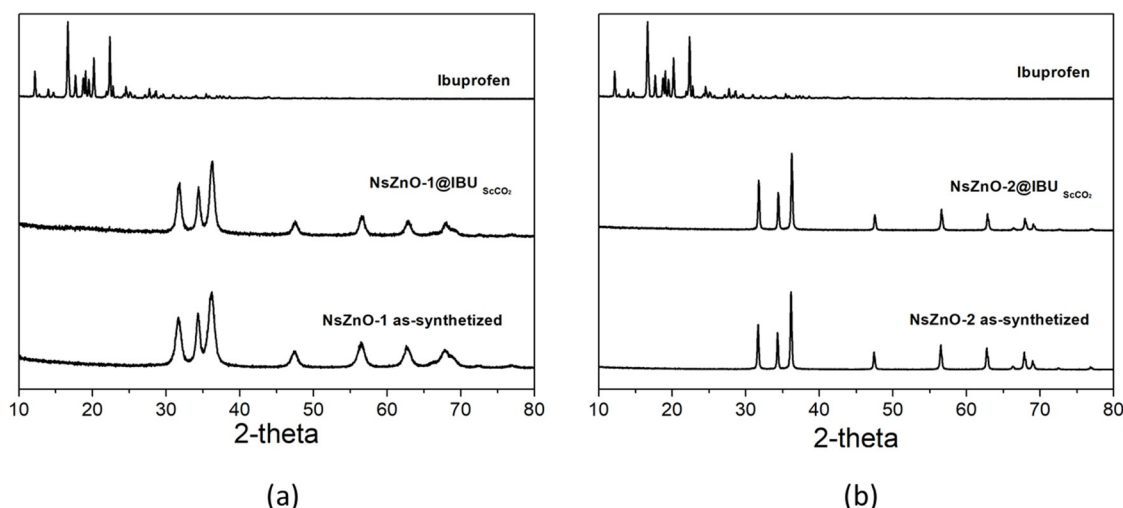 Ibuprofen
NsZnO-1@IBU ScCO₂
NsZnO-1 as-synthetized
10 20 30 40 50 60 70 80
2-theta
(a)
Ibuprofen
NsZnO-2@IBU ScCO₂
NsZnO-2 as-synthetized
10 20 30 40 50 60 70 80
2-theta
(b)